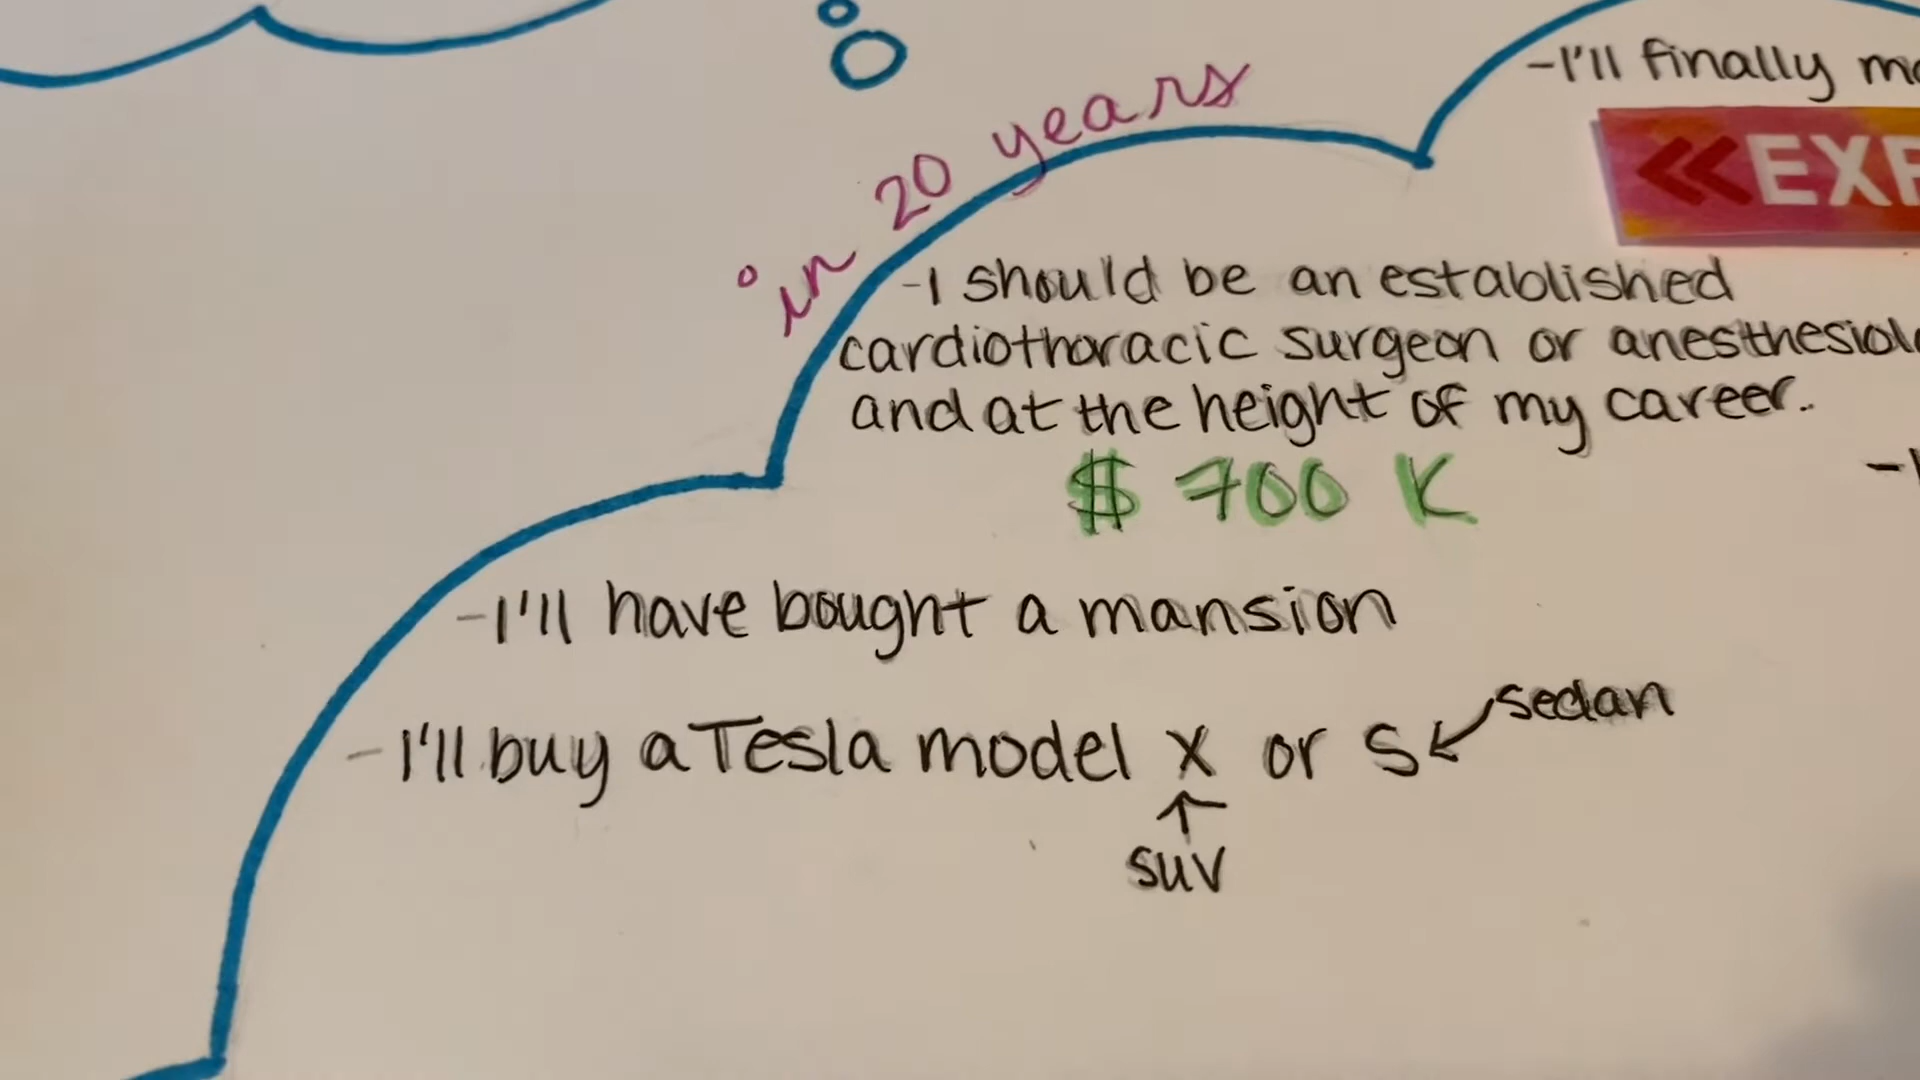 in 20 years
-I'll finally
«EX
-I should be an established
cardiothoracic surgeon or
and at the height of my career.
$ 700 K
-I'll have bought a mansion
-I'll buy a Tesla model X or S
sedan
suv